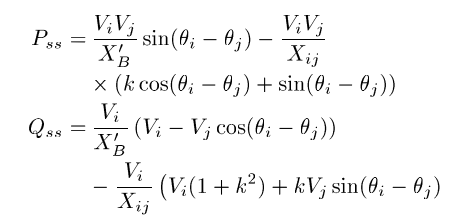 P_{ss} = \frac{V_i V_j}{X'_B} \sin(\theta_i - \theta_j) - \frac{V_i V_j}{X_{ij}}
\times (k \cos(\theta_i - \theta_j) + \sin(\theta_i - \theta_j))
Q_{ss} = \frac{V_i}{X'_B} (V_i - V_j \cos(\theta_i - \theta_j))
- \frac{V_i}{X_{ij}} (V_i(1 + k^2) + k V_j \sin(\theta_i - \theta_j)